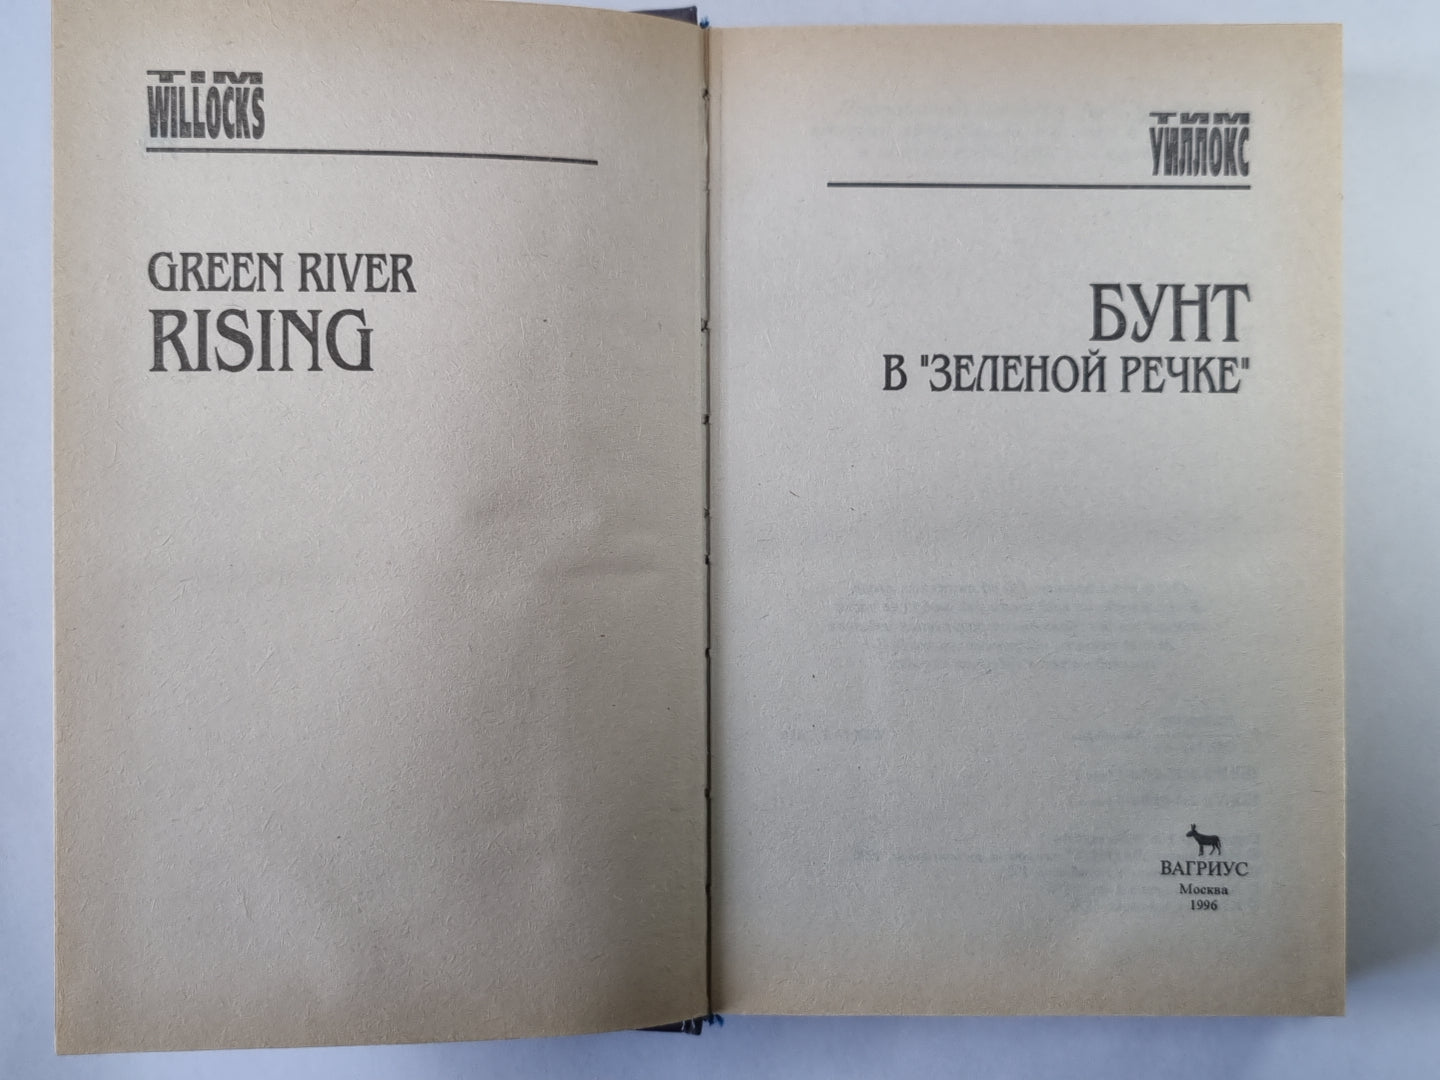 TIM
WILLOCKS
GREEN RIVER
RISING
ТИМ
УИЛЛОКС
БУНТ
В "ЗЕЛЕНОЙ РЕЧКЕ"
ВАГРИУС
Москва
1996